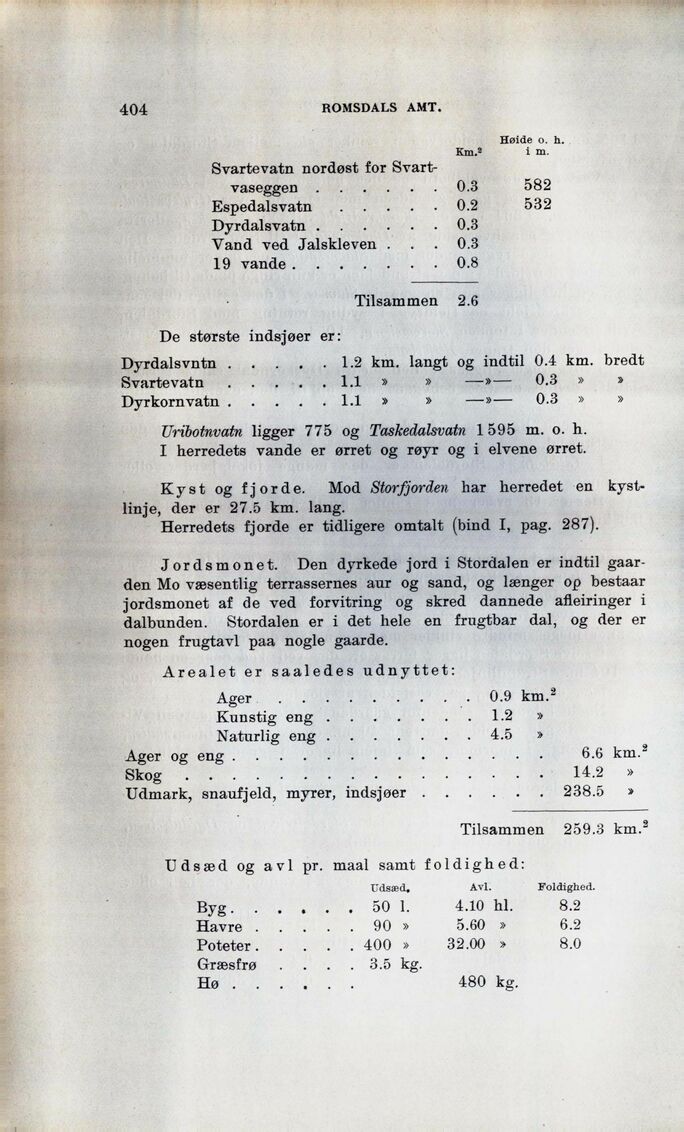 404 ROMSDALS AMT.
Høide o. h.
Km.² i m.
Svartevatn nordøst for Svart-
vaseggen . . . . . . 0.3 582
Espedalsvatn . . . . . 0.2 532
Dyrdalsvatn . . . . . . 0.3
Vand ved Jalskleven . . . 0.3
19 vande . . . . . . . 0.8
Tilsammen 2.6
De største indsjøer er:
Dyrdalsvntn . . . . . 1.2 km. langt og indtil 0.4 km. bredt
Svartevatn . . . . . 1.1 » » —»— 0.3 » »
Dyrkornvatn . . . . . 1.1 » » —»— 0.3 » »
Uribotnvatn ligger 775 og Taskedalsvatn 1595 m. o. h.
I herredets vande er ørret og røyr og i elvene ørret.
Kyst og fjorde. Mod Storfjorden har herredet en kyst-
linje, der er 27.5 km. lang.
Herredets fjorde er tidligere omtalt (bind I, pag. 287).
Jordsmonet. Den dyrkede jord i Stordalen er indtil gaar-
den Mo væsentlig terrassernes aur og sand, og længer op bestaar
jordsmonet af de ved forvitring og skred dannede afleiringer i
dalbunden. Stordalen er i det hele en frugtbar dal, og der er
nogen frugtavl paa nogle gaarde.
Arealet er saaledes udnyttet:
Ager . . . . . . . . . . 0.9 km.²
Kunstig eng . . . . . . . 1.2 »
Naturlig eng . . . . . . . 4.5 »
Ager og eng . . . . . . . . . . . . . . 6.6 km.²
Skog . . . . . . . . . . . . . . . . 14.2 »
Udmark, snaufjeld, myrer, indsjøer . . . . . . 238.5 »
Tilsammen 259.3 km.²
Udsæd og avl pr. maal samt foldighed:
Udsæd. Avl. Foldighed.
Byg . . . . . . 50 l. 4.10 hl. 8.2
Havre . . . . . 90 » 5.60 » 6.2
Poteter . . . . . 400 » 32.00 » 8.0
Græsfrø . . . . 3.5 kg.
Hø . . . . . . 480 kg.